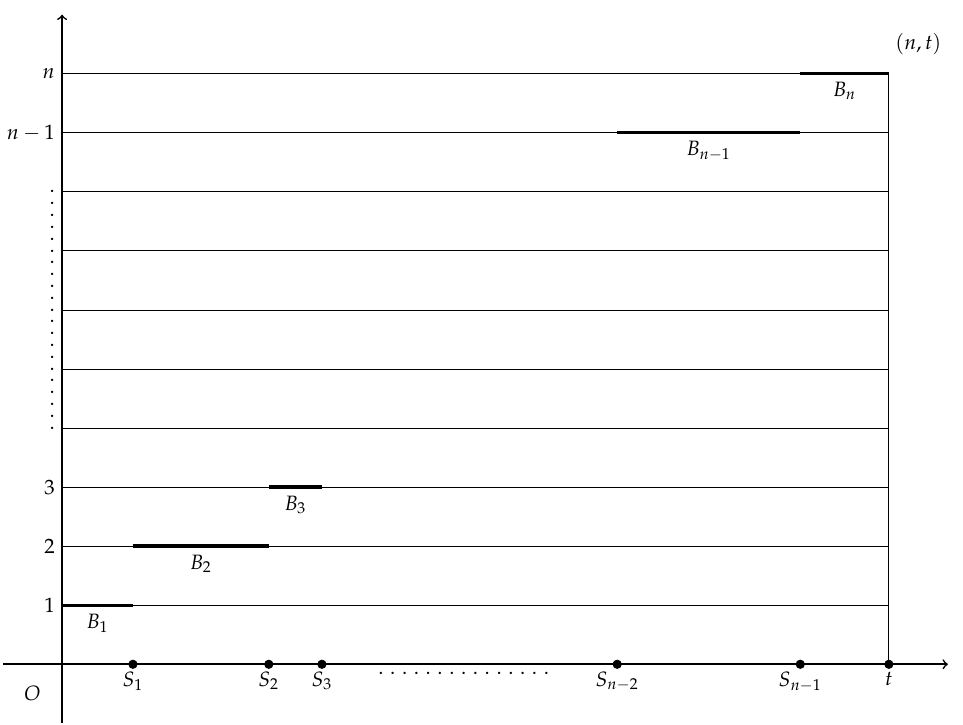 (n, t)
n
B_n
n − 1
B_{n−1}
3
B_3
2
B_2
1
B_1
S_1 S_2 S_3 S_{n−2} S_{n−1} t
O